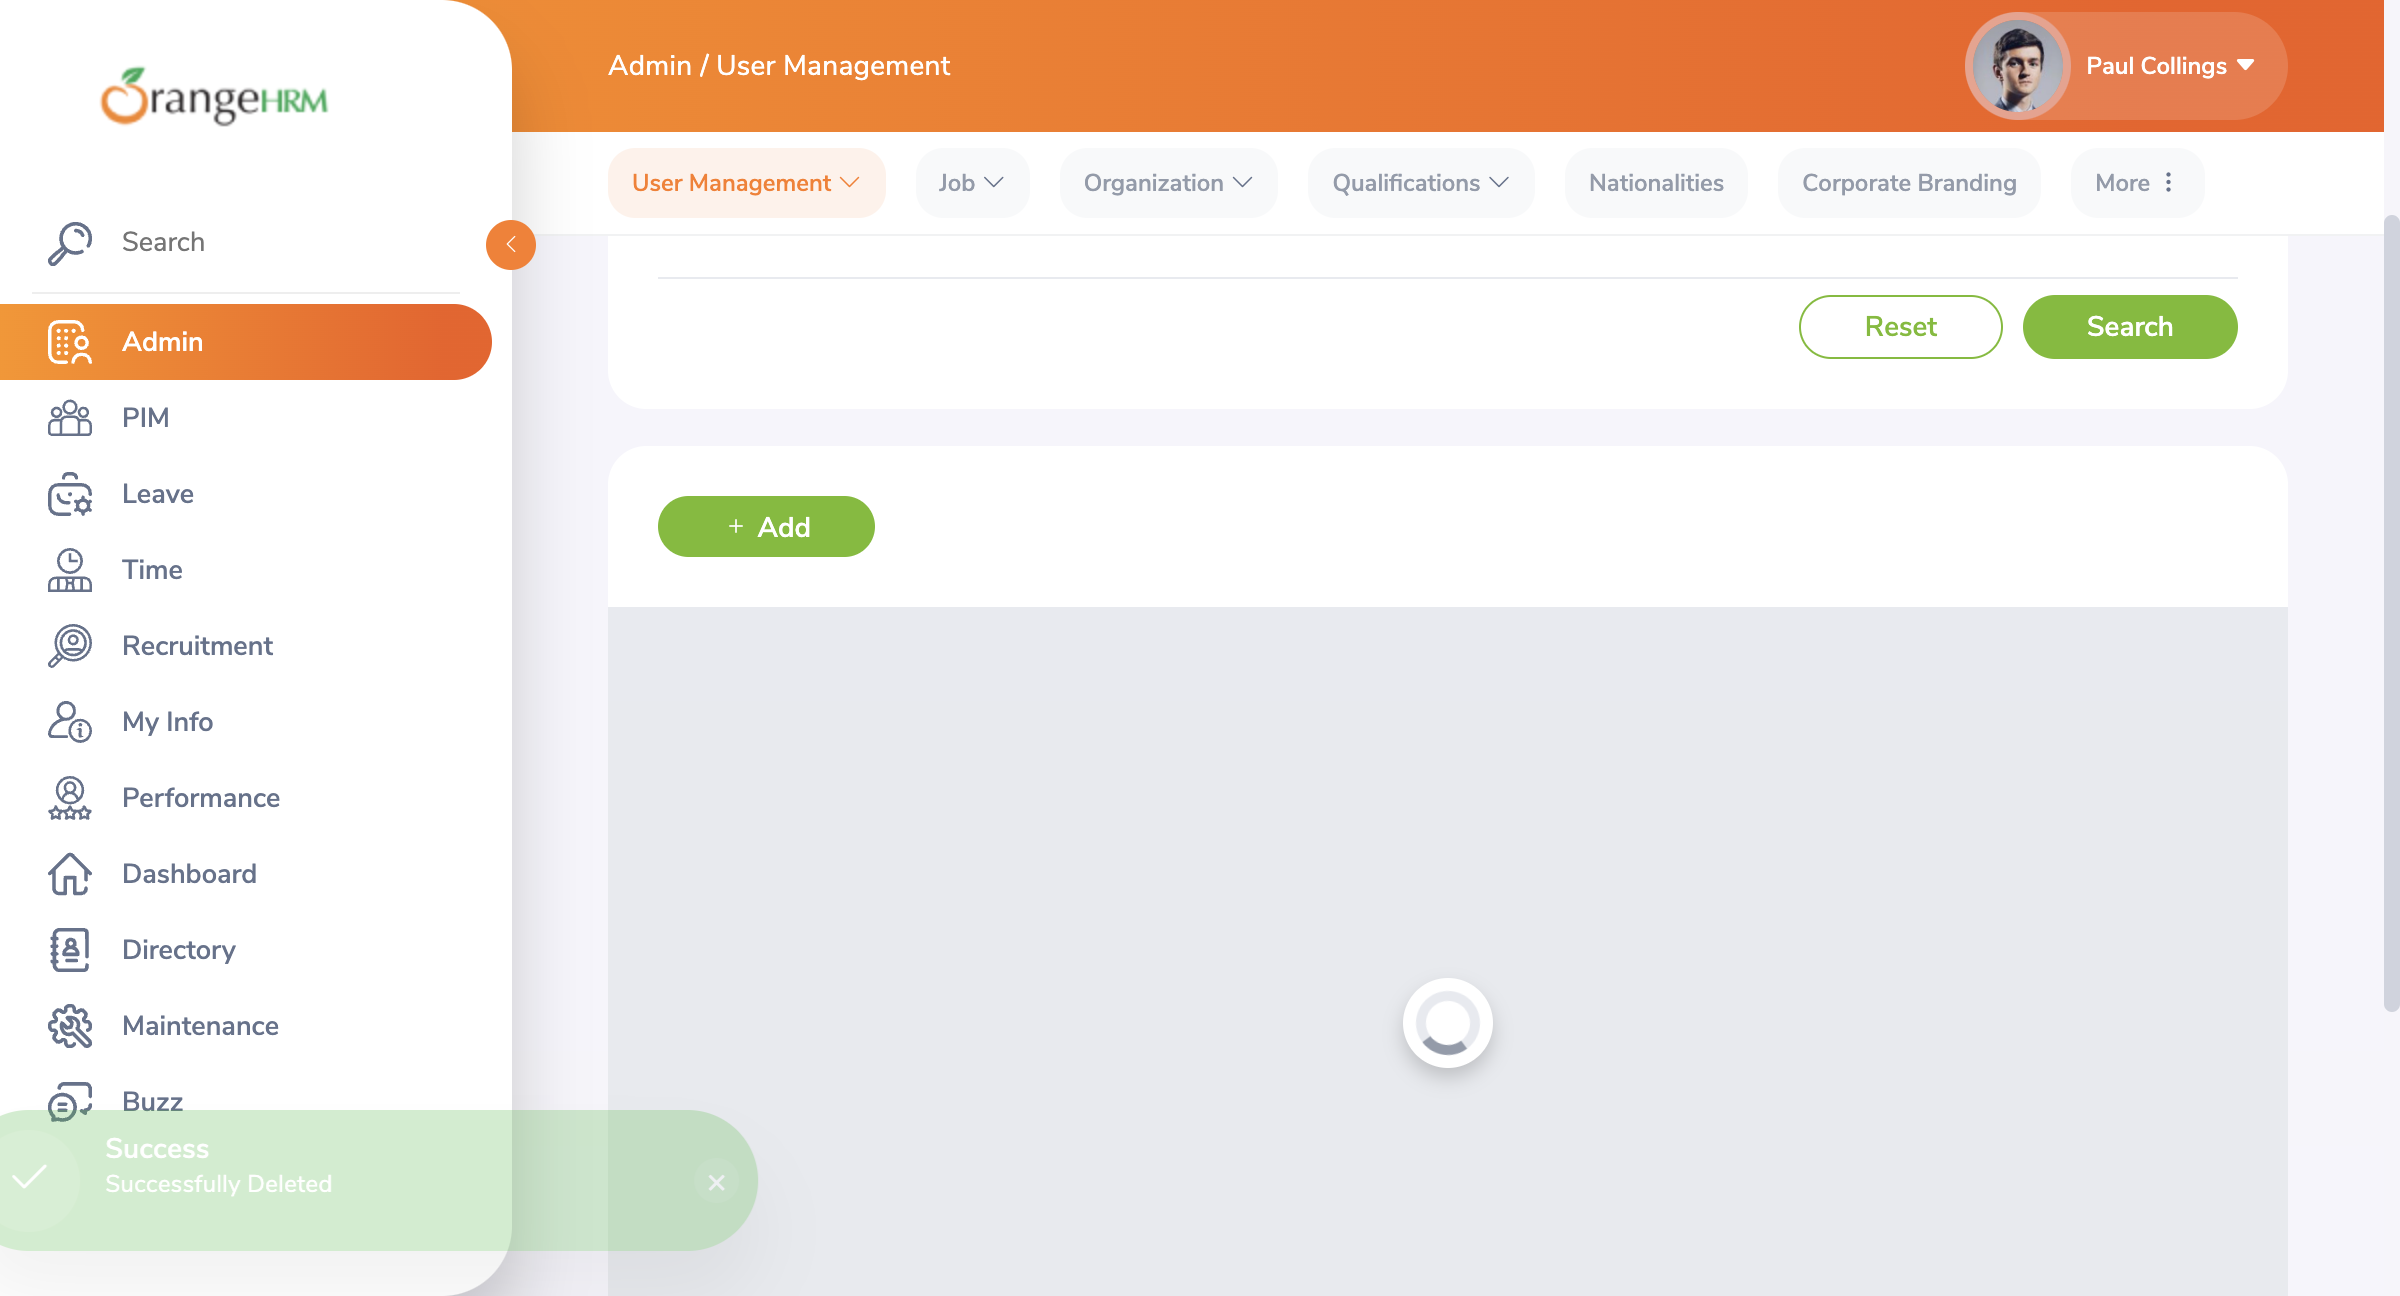 OrangeHRM
Admin / User Management
Paul Collings
User Management
Job
Organization
Qualifications
Nationalities
Corporate Branding
More
Search
Admin
PIM
Leave
Time
Recruitment
My Info
Performance
Dashboard
Directory
Maintenance
Buzz
Reset
Search
+ Add
Success
Successfully Deleted